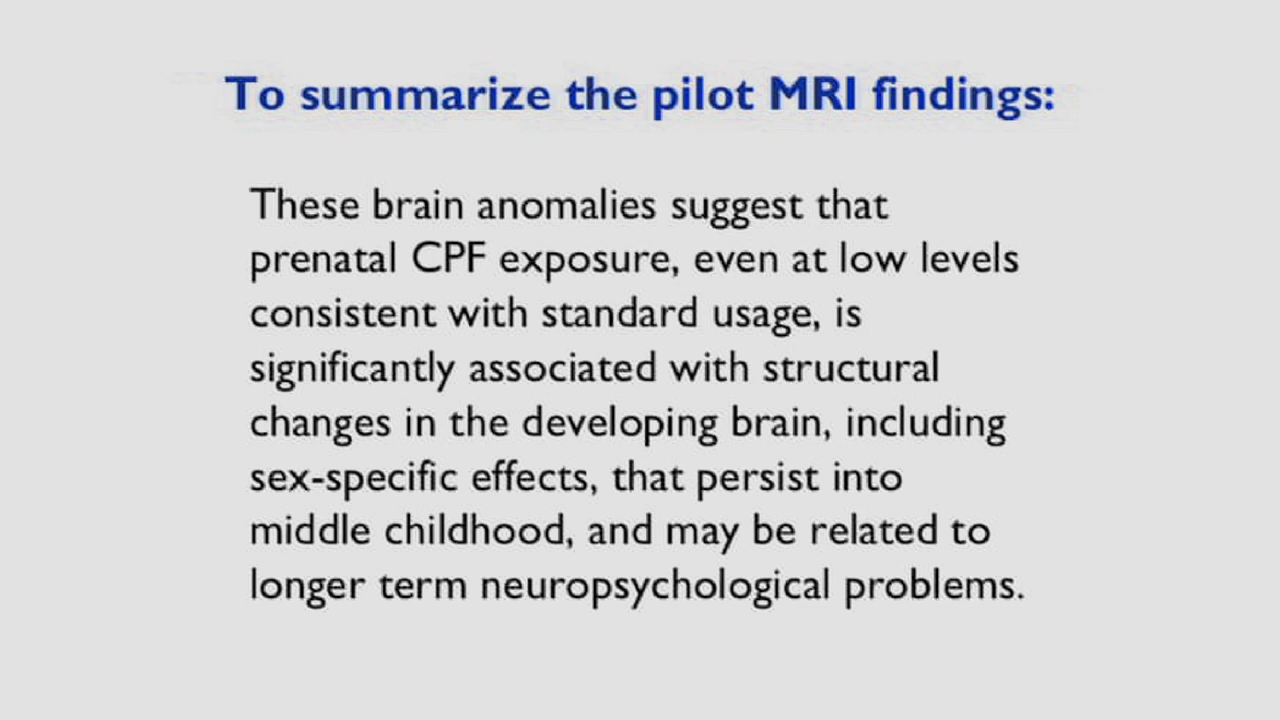 To summarize the pilot MRI findings:
These brain anomalies suggest that
prenatal CPF exposure, even at low levels
consistent with standard usage, is
significantly associated with structural
changes in the developing brain, including
sex-specific effects, that persist into
middle childhood, and may be related to
longer term neuropsychological problems.